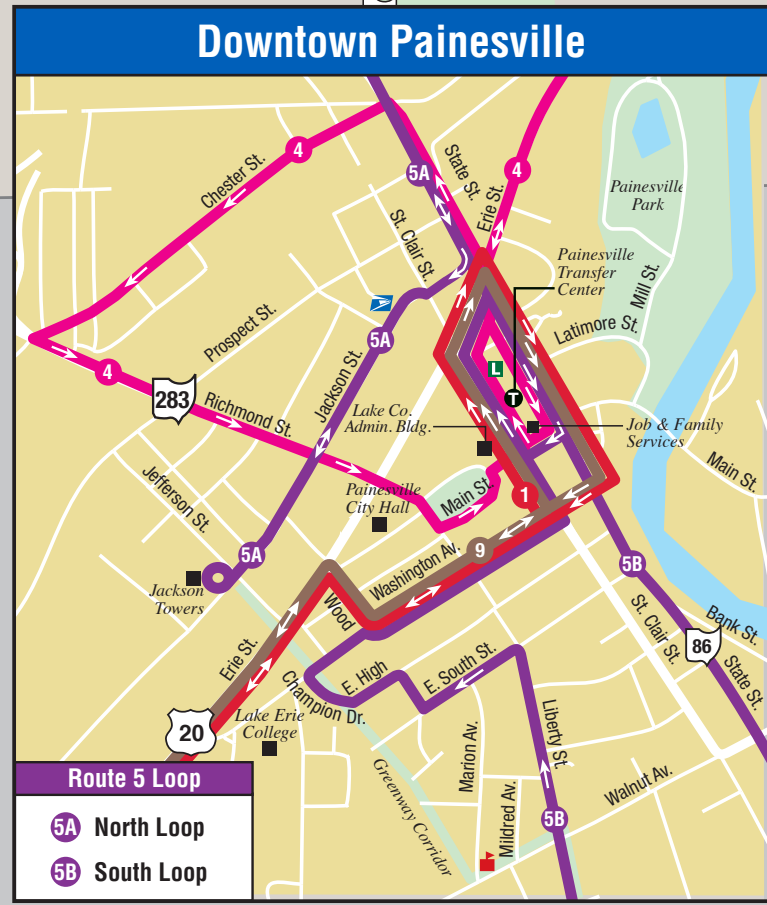 Downtown Painesville
4
Chester St.
5A
State St.
Erie St.
4
Painesville
Park
St. Clair St.
Painesville
Transfer
Center
Mill St.
Prospect St.
Latimore St.
5A
4
283
Richmond St.
Jackson St.
L
T
Lake Co.
Admin. Bldg.
Job & Family
Services
Main St.
Jefferson St.
Painesville
City Hall
Main St.
1
5A
9
Washington Av.
5B
Jackson
Towers
Wood
St. Clair St.
Bank St.
86
State St.
Erie St.
E. High
E. South St.
Champion Dr.
20
Lake Erie
College
Liberty St.
Marion Av.
Greenway Corridor
Mildred Av.
Walnut Av.
5B
Route 5 Loop
5A North Loop
5B South Loop